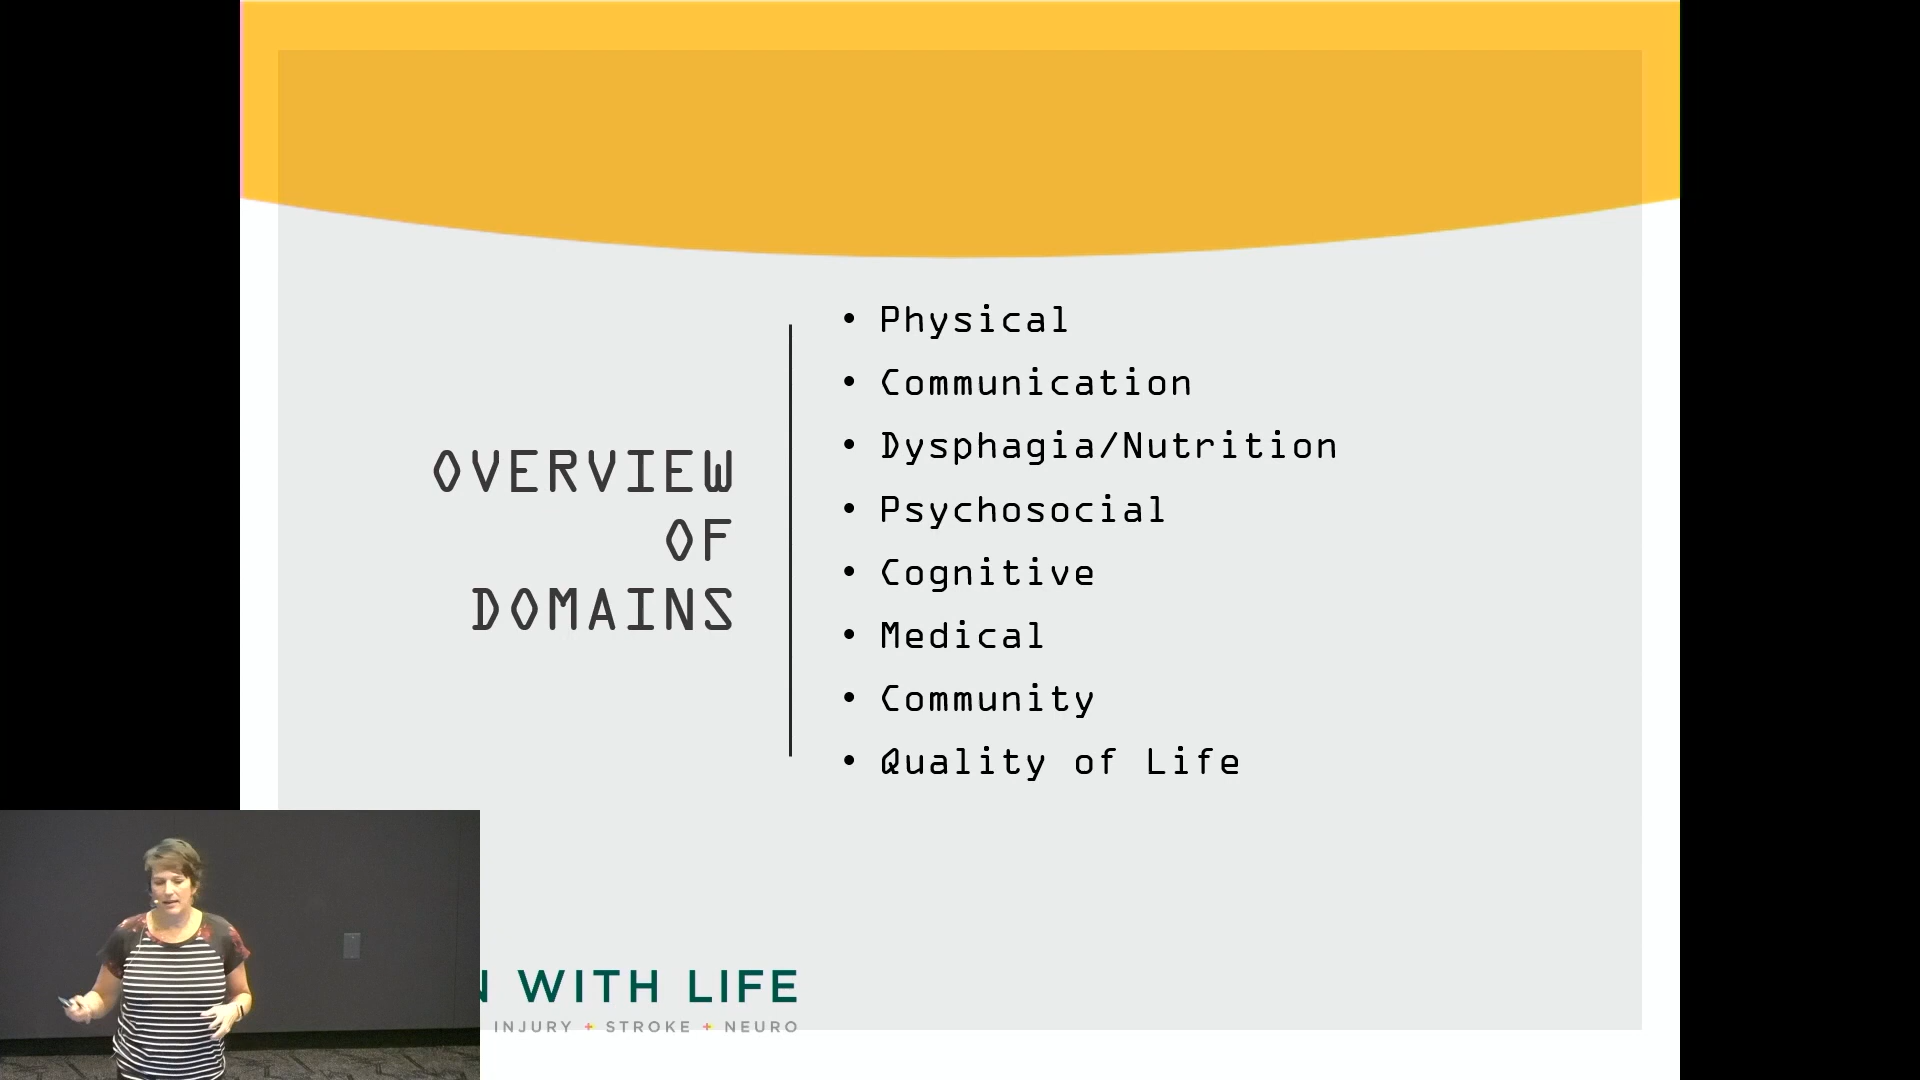 OVERVIEW
OF
DOMAINS
• Physical
• Communication
• Dysphagia/Nutrition
• Psychosocial
• Cognitive
• Medical
• Community
• Quality of Life
WITH LIFE
INJURY + STROKE + NEURO